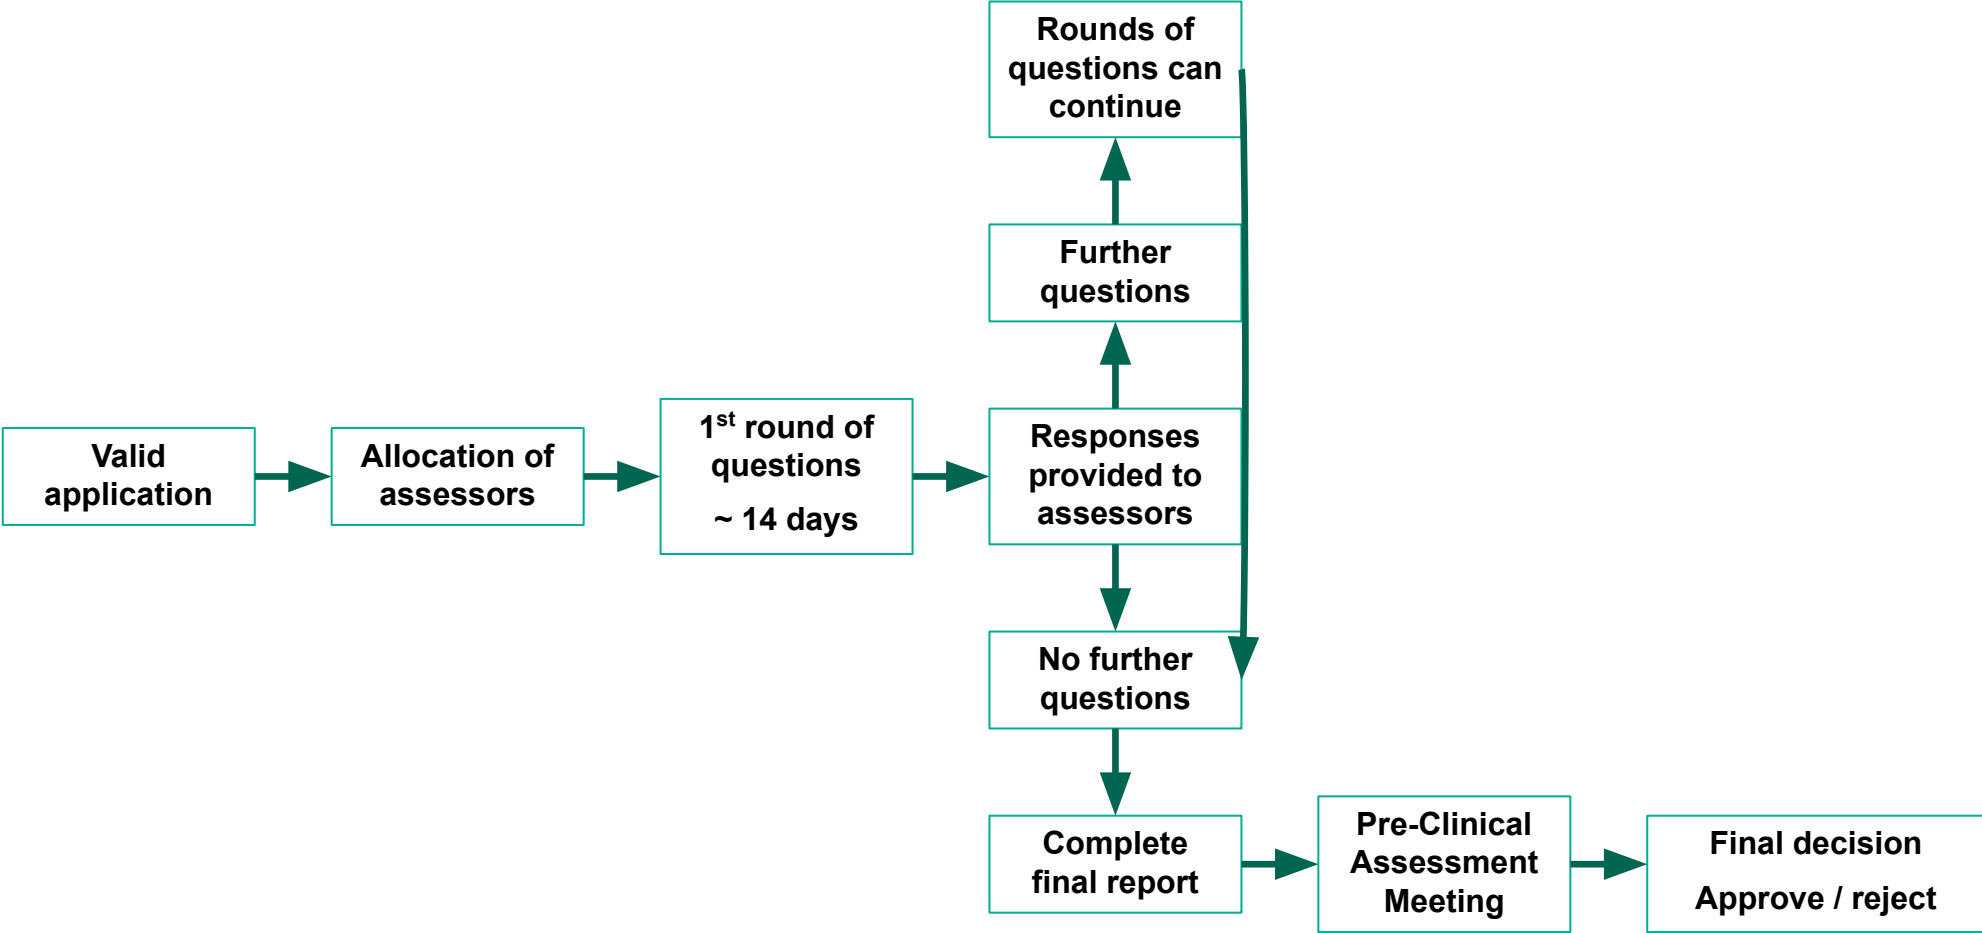 Rounds of
questions can
continue
Further
questions
Valid
application
Allocation of
assessors
1st round of
questions
~ 14 days
Responses
provided to
assessors
No further
questions
Complete
final report
Pre-Clinical
Assessment
Meeting
Final decision
Approve / reject